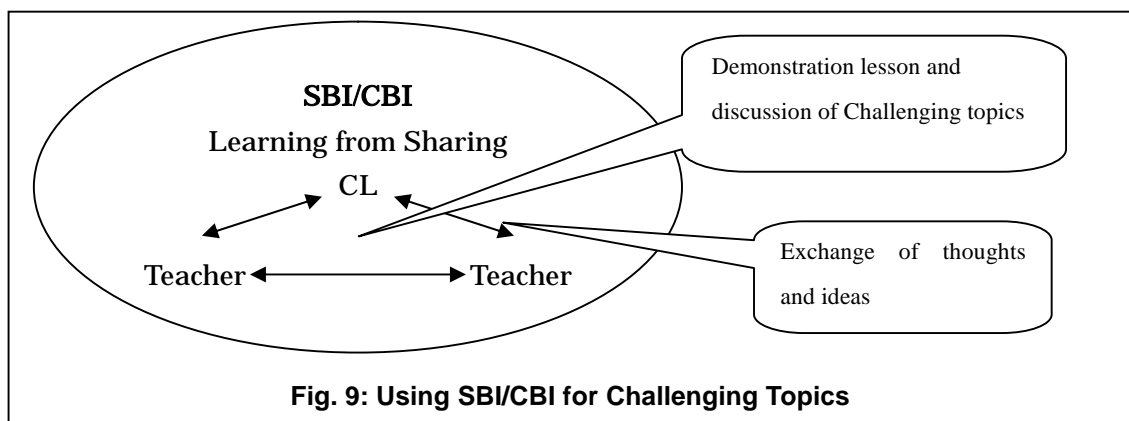 SBI/CBI
Learning from Sharing
CL
Teacher
Teacher
Demonstration lesson and
discussion of Challenging topics
Exchange of thoughts
and ideas
Fig. 9: Using SBI/CBI for Challenging Topics